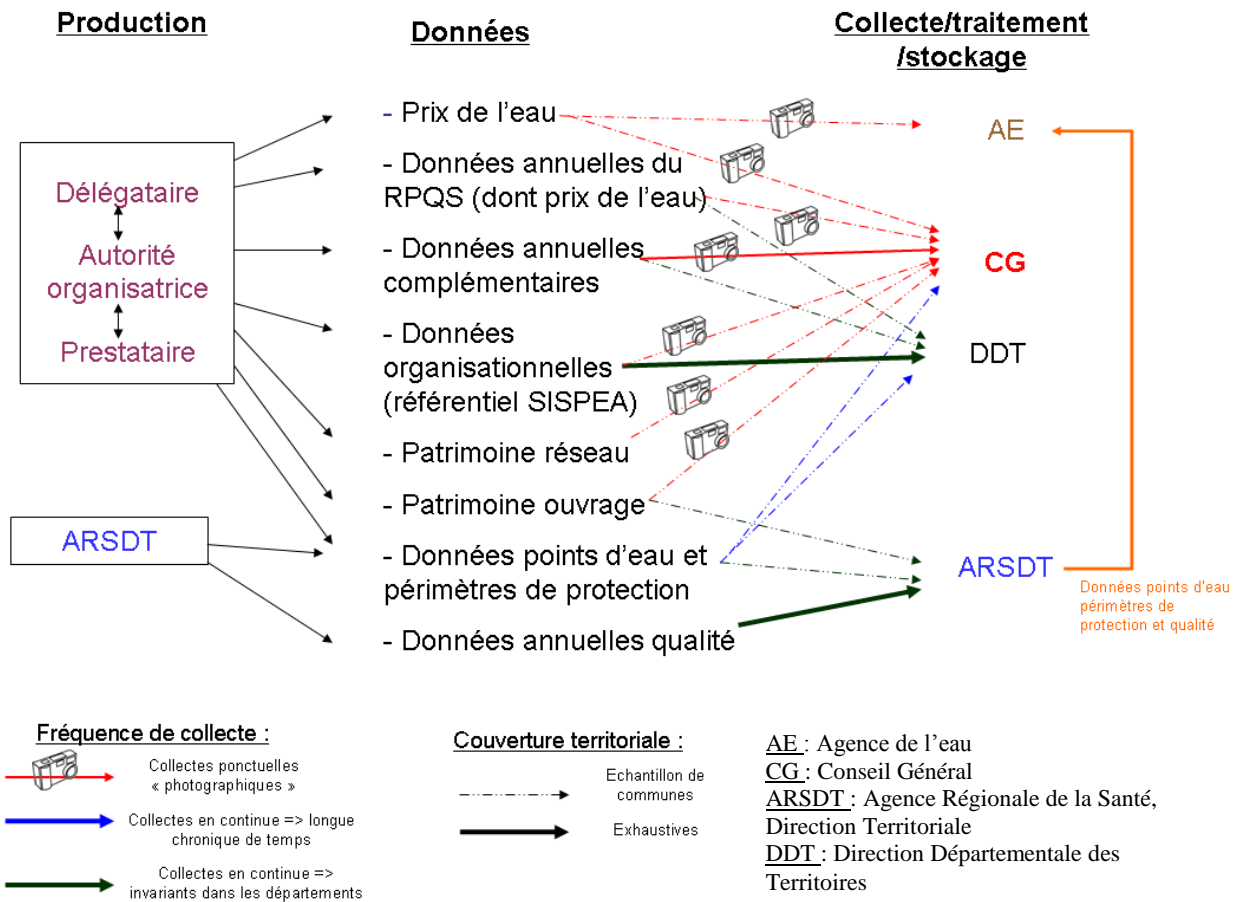 Production
Données
Collecte/traitement
/stockage
Délégataire
Autorité
organisatrice
Prestataire
ARSDT
- Prix de l'eau
- Données annuelles du
RPQS (dont prix de l'eau)
- Données annuelles
complémentaires
- Données
organisationnelles
(référentiel SISPEA)
- Patrimoine réseau
- Patrimoine ouvrage
- Données points d'eau et
périmètres de protection
- Données annuelles qualité
AE
CG
DDT
ARSDT
Données points d'eau
périmètres de
protection et qualité
Fréquence de collecte :
Collectes ponctuelles
« photographiques »
Collectes en continue => longue
chronique de temps
Collectes en continue =>
invariants dans les départements
Couverture territoriale :
Echantillon de
communes
Exhaustives
AE : Agence de l'eau
CG : Conseil Général
ARSDT : Agence Régionale de la Santé,
Direction Territoriale
DDT : Direction Départementale des
Territoires